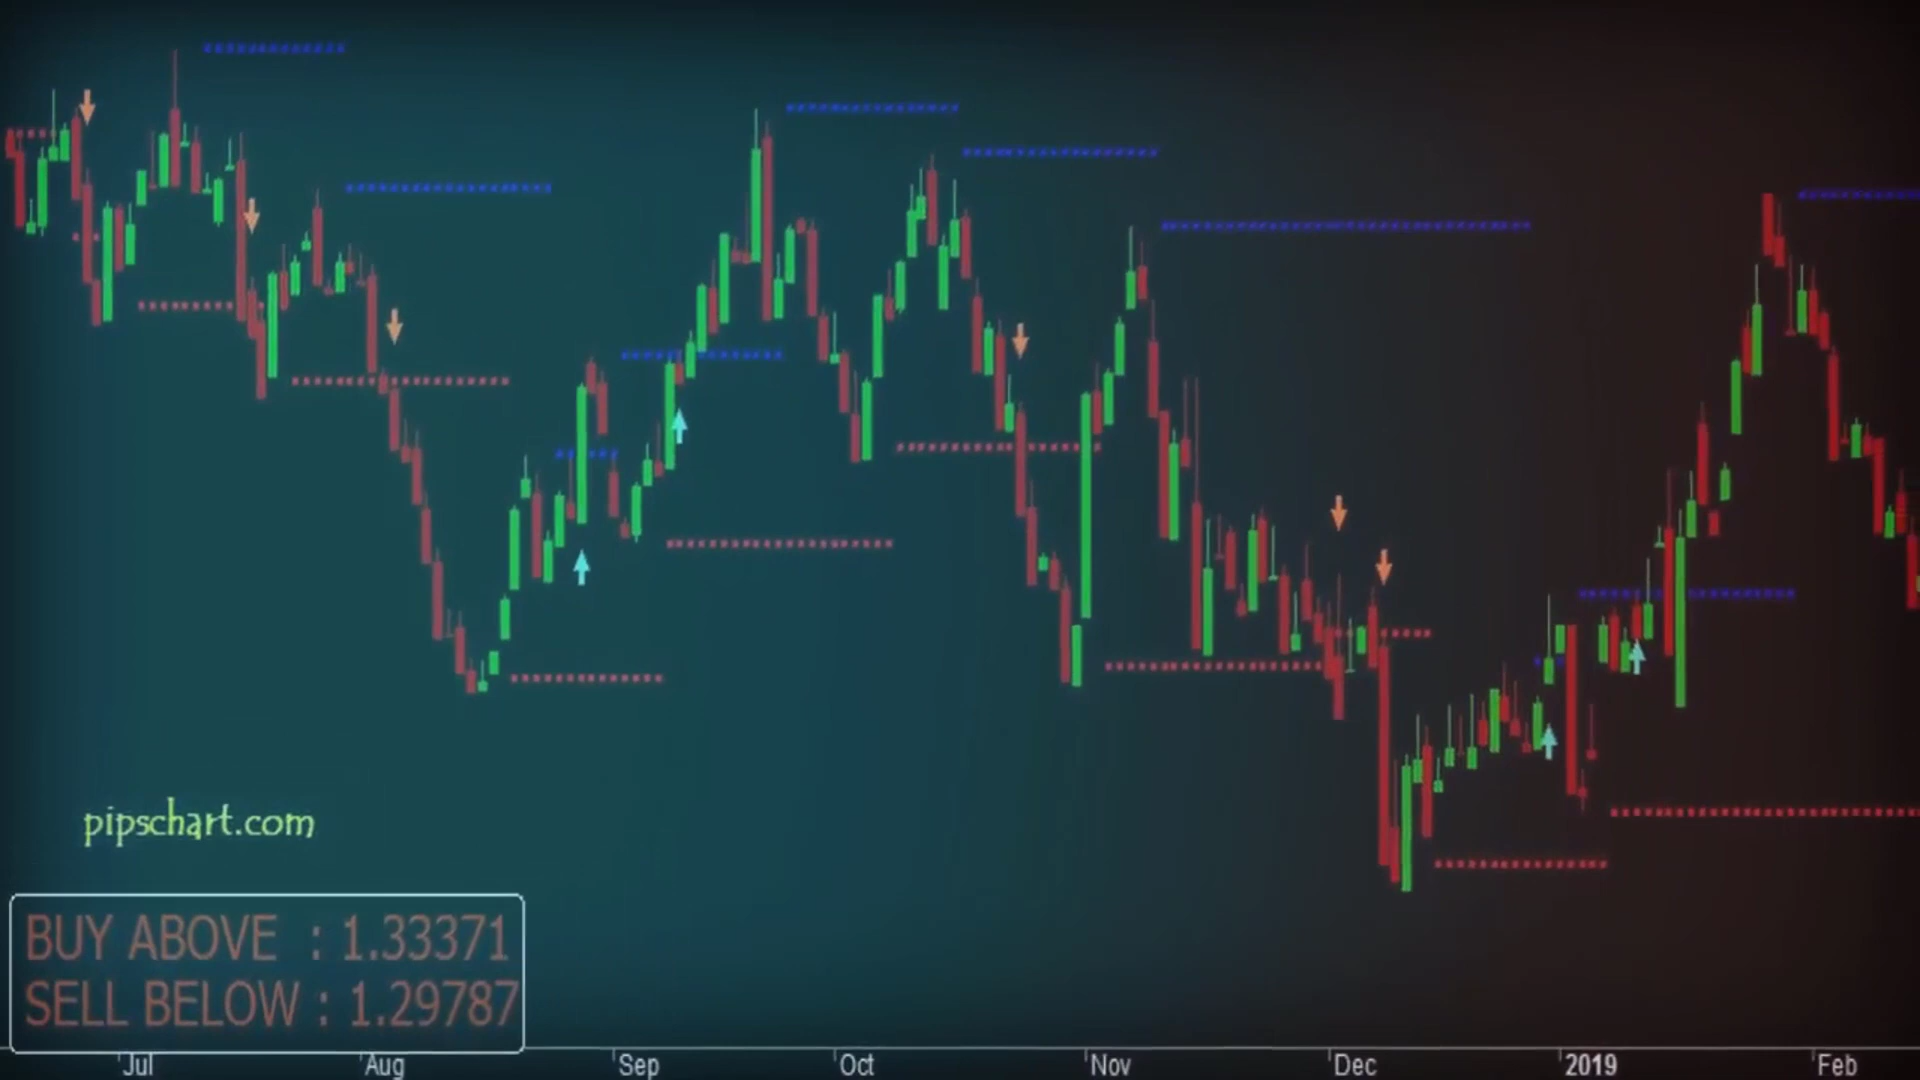 pipschart.com
BUY ABOVE : 1.33371
SELL BELOW : 1.29787
Jul Aug Sep Oct Nov Dec 2019 Feb